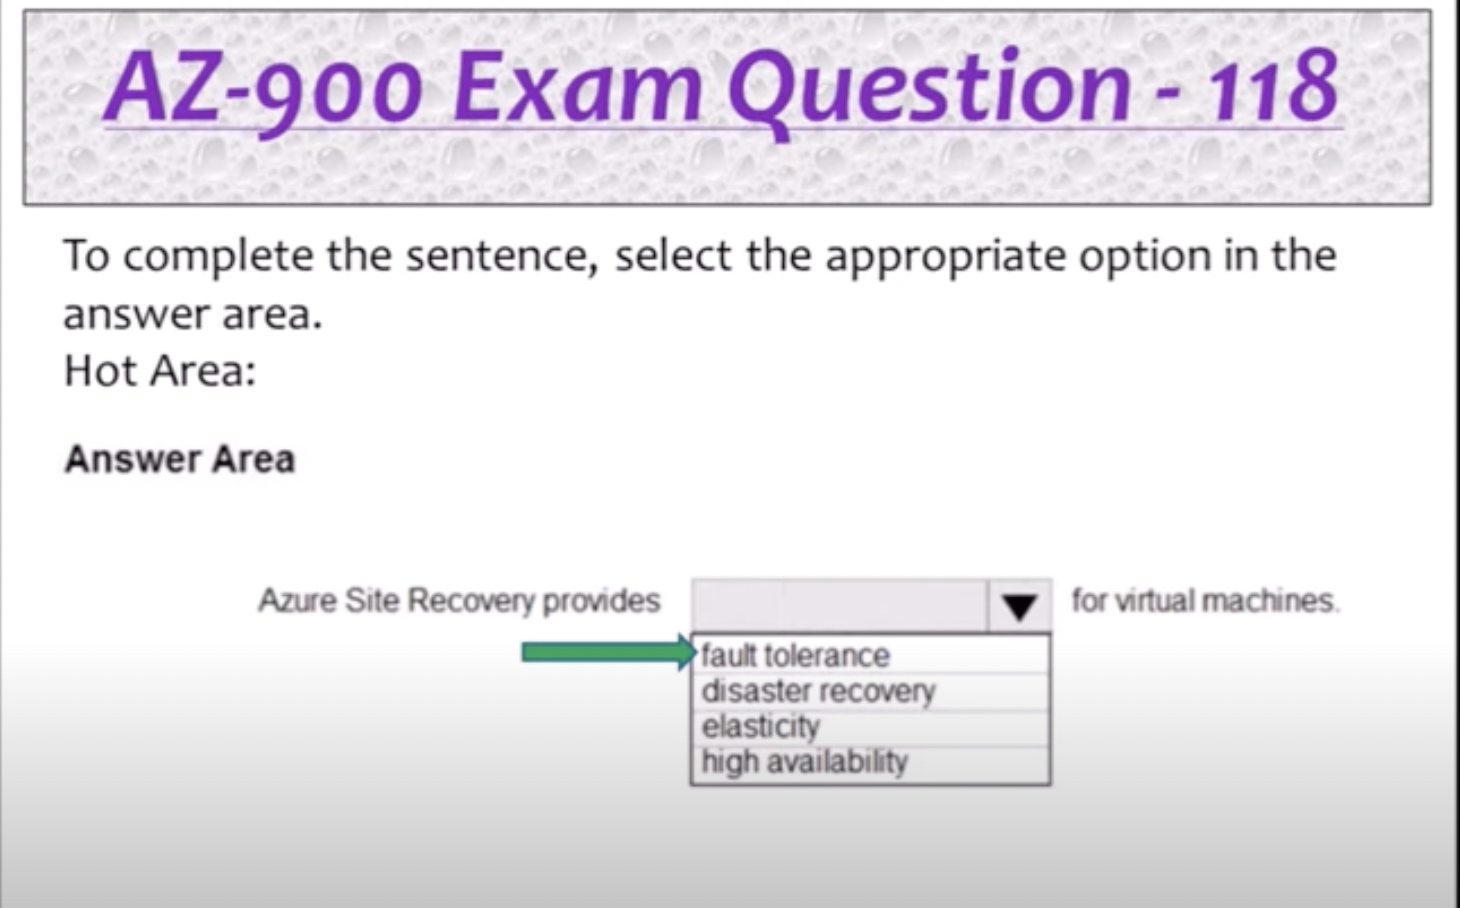 AZ-900 Exam Question - 118
To complete the sentence, select the appropriate option in the
answer area.
Hot Area:
Answer Area
Azure Site Recovery provides for virtual machines.
fault tolerance
disaster recovery
elasticity
high availability